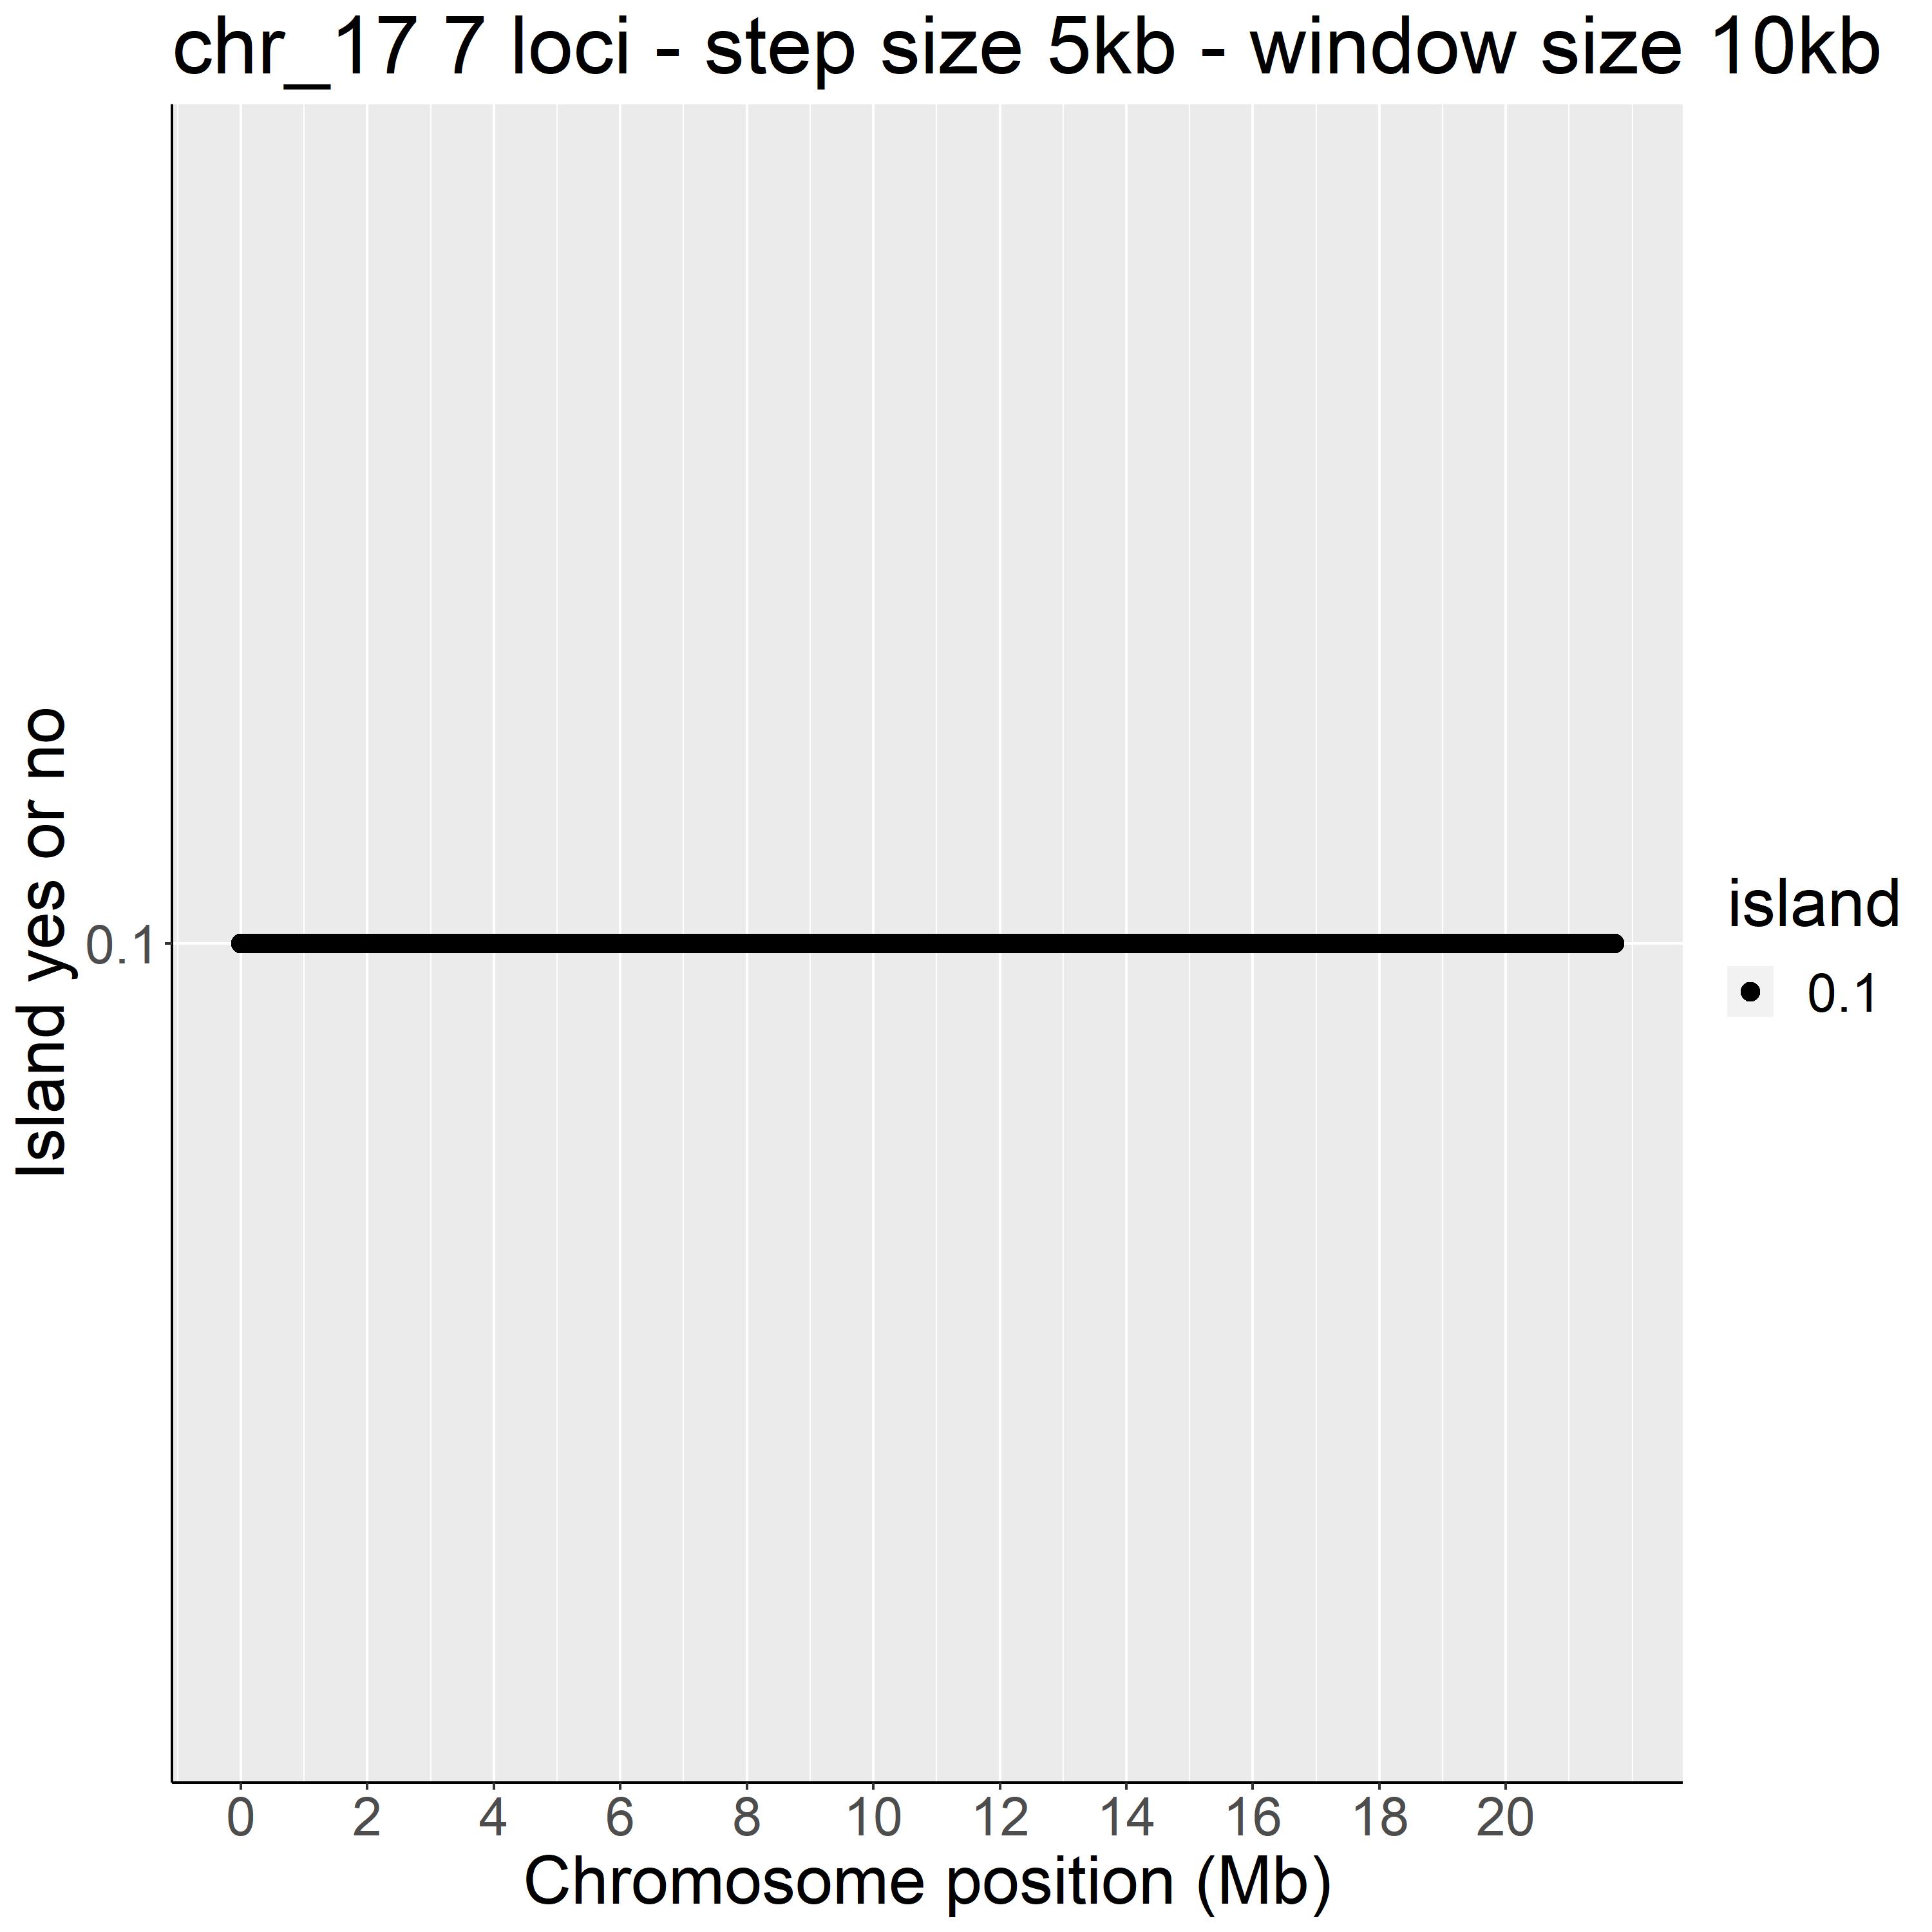 chr_17 7 loci - step size 5kb - window size 10kb
Island yes or no
0.1
island
0.1
0 2 4 6 8 10 12 14 16 18 20
Chromosome position (Mb)